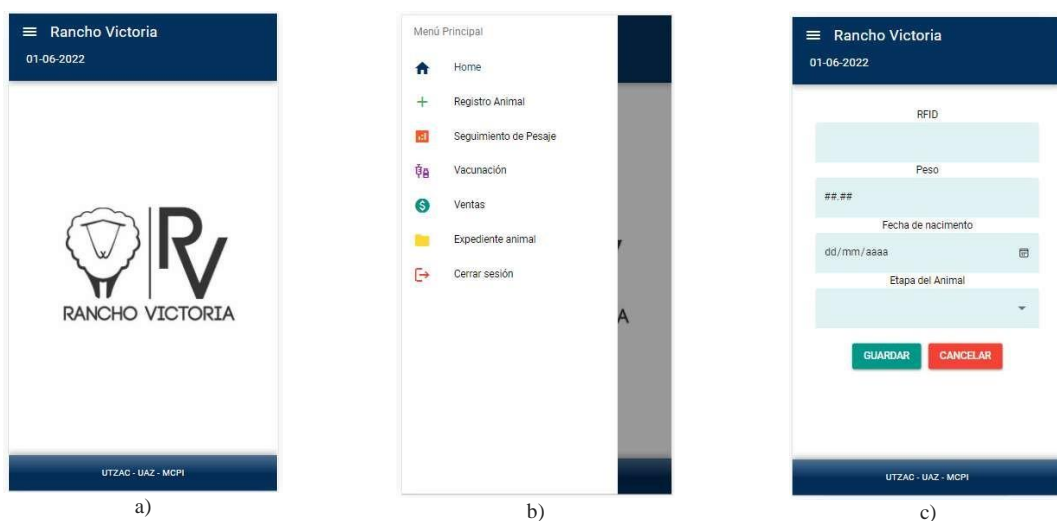 Rancho Victoria
01-06-2022
RV
RANCHO VICTORIA
UTZAC - UAZ - MCPI
a)
Menú Principal
Home
Registro Animal
Seguimiento de Pesaje
Vacunación
Ventas
Expediente animal
Cerrar sesión
A
b)
Rancho Victoria
01-06-2022
RFID
Peso
##.##
Fecha de nacimento
dd/mm/aaaa
Etapa del Animal
GUARDAR CANCELAR
UTZAC - UAZ - MCPI
c)